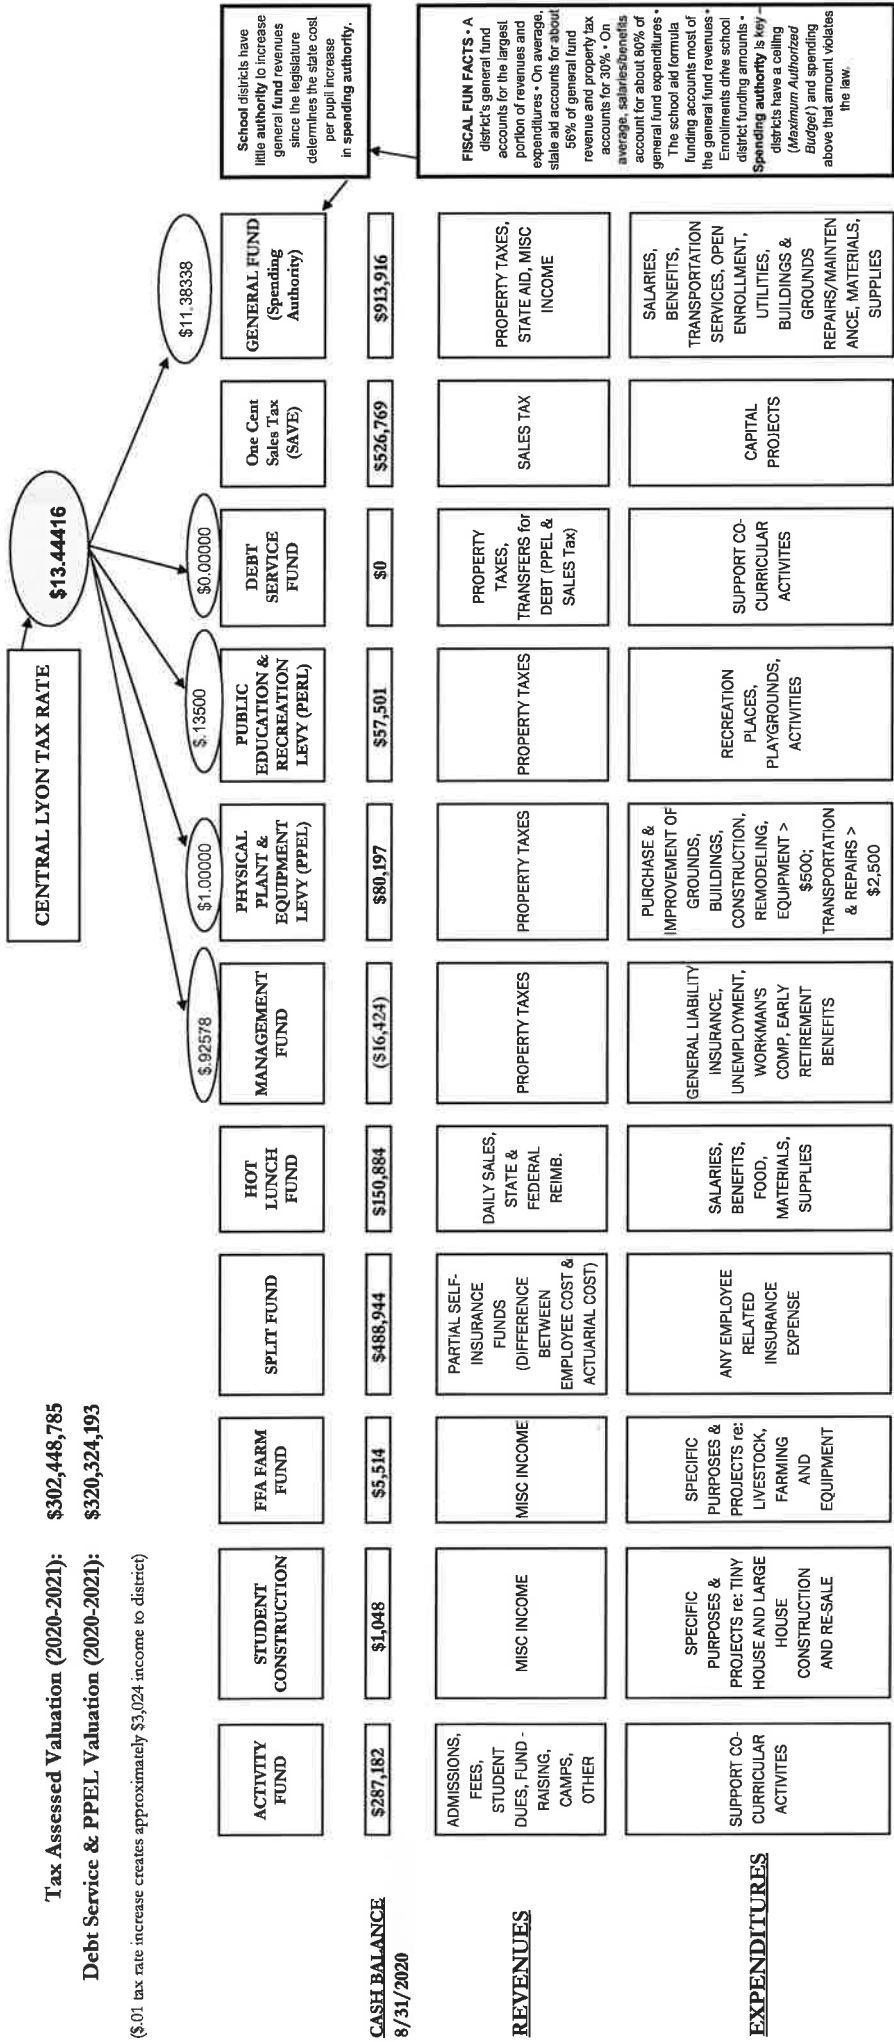 CENTRAL LYON TAX RATE
$13.44416
Tax Assessed Valuation (2020-2021): $302,448,785
Debt Service & PPEL Valuation (2020-2021): $320,324,193
($.01 tax rate increase creates approximately $3,024 income to district)
$.92578
$1.00000
$.13500
$0.00000
$11.38338
ACTIVITY
FUND
STUDENT
CONSTRUCTION
FFA FARM
FUND
SPLIT FUND
HOT
LUNCH
FUND
MANAGEMENT
FUND
PHYSICAL
PLANT &
EQUIPMENT
LEVY (PPEL)
PUBLIC
EDUCATION &
RECREATION
LEVY (PERL)
DEBT
SERVICE
FUND
One Cent
Sales Tax
(SAVE)
GENERAL FUND
(Spending
Authority)
School districts have
little authority to increase
general fund revenues
since the legislature
determines the state cost
per pupil increase
in spending authority.
CASH BALANCE
8/31/2020
$287,182
$1,048
$5,514
$488,944
$150,884
($16,424)
$80,197
$57,501
$0
$526,769
$913,916
REVENUES
ADMISSIONS,
FEES,
STUDENT
DUES, FUND -
RAISING,
CAMPS,
OTHER
MISC INCOME
MISC INCOME
PARTIAL SELF-
INSURANCE
FUNDS
(DIFFERENCE
BETWEEN
EMPLOYEE COST &
ACTUARIAL COST)
DAILY SALES,
STATE &
FEDERAL
REIMB.
PROPERTY TAXES
PROPERTY TAXES
PROPERTY TAXES
PROPERTY
TAXES,
TRANSFERS for
DEBT (PPEL &
SALES Tax)
SALES TAX
PROPERTY TAXES,
STATE AID, MISC
INCOME
EXPENDITURES
SUPPORT CO-
CURRICULAR
ACTIVITES
SPECIFIC
PURPOSES &
PROJECTS re: TINY
HOUSE AND LARGE
HOUSE
CONSTRUCTION
AND RE-SALE
SPECIFIC
PURPOSES &
PROJECTS re:
LIVESTOCK,
FARMING
AND
EQUIPMENT
ANY EMPLOYEE
RELATED
INSURANCE
EXPENSE
SALARIES,
BENEFITS,
FOOD,
MATERIALS,
SUPPLIES
GENERAL LIABILITY
INSURANCE,
UNEMPLOYMENT,
WORKMAN'S
COMP, EARLY
RETIREMENT
BENEFITS
PURCHASE &
IMPROVEMENT OF
GROUNDS,
BUILDINGS,
CONSTRUCTION,
REMODELING,
EQUIPMENT >
$500;
TRANSPORTATION
& REPAIRS >
$2,500
RECREATION
PLACES,
PLAYGROUNDS,
ACTIVITIES
SUPPORT CO-
CURRICULAR
ACTIVITES
CAPITAL
PROJECTS
SALARIES,
BENEFITS,
TRANSPORTATION
SERVICES, OPEN
ENROLLMENT,
UTILITIES,
BUILDINGS &
GROUNDS
REPAIRS/MAINTEN
ANCE, MATERIALS,
SUPPLIES
FISCAL FUN FACTS • A
district's general fund
accounts for the largest
portion of revenues and
expenditures • On average,
state aid accounts for about
56% of general fund
revenue and property tax
accounts for 30% • On
average, salaries/benefits
account for about 80% of
general fund expenditures •
The school aid formula
funding accounts most of
the general fund revenues •
Enrollments drive school
district funding amounts •
Spending authority is key –
districts have a ceiling
(Maximum Authorized
Budget) and spending
above that amount violates
the law.